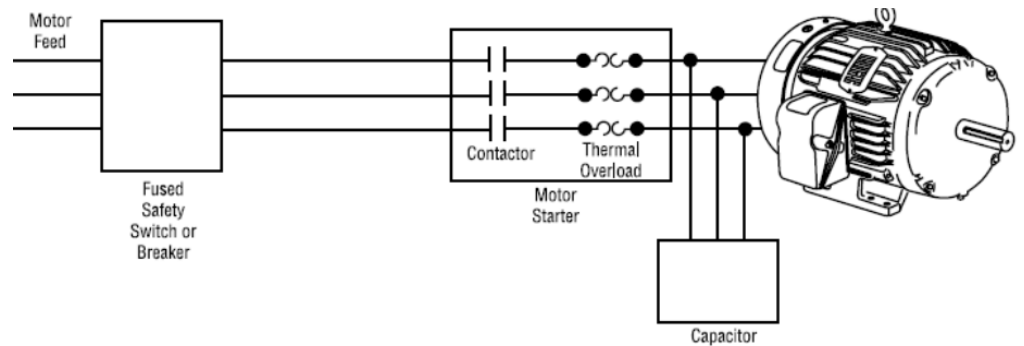 Motor
Feed
Fused
Safety
Switch or
Breaker
Contactor
Thermal
Overload
Motor
Starter
Capacitor